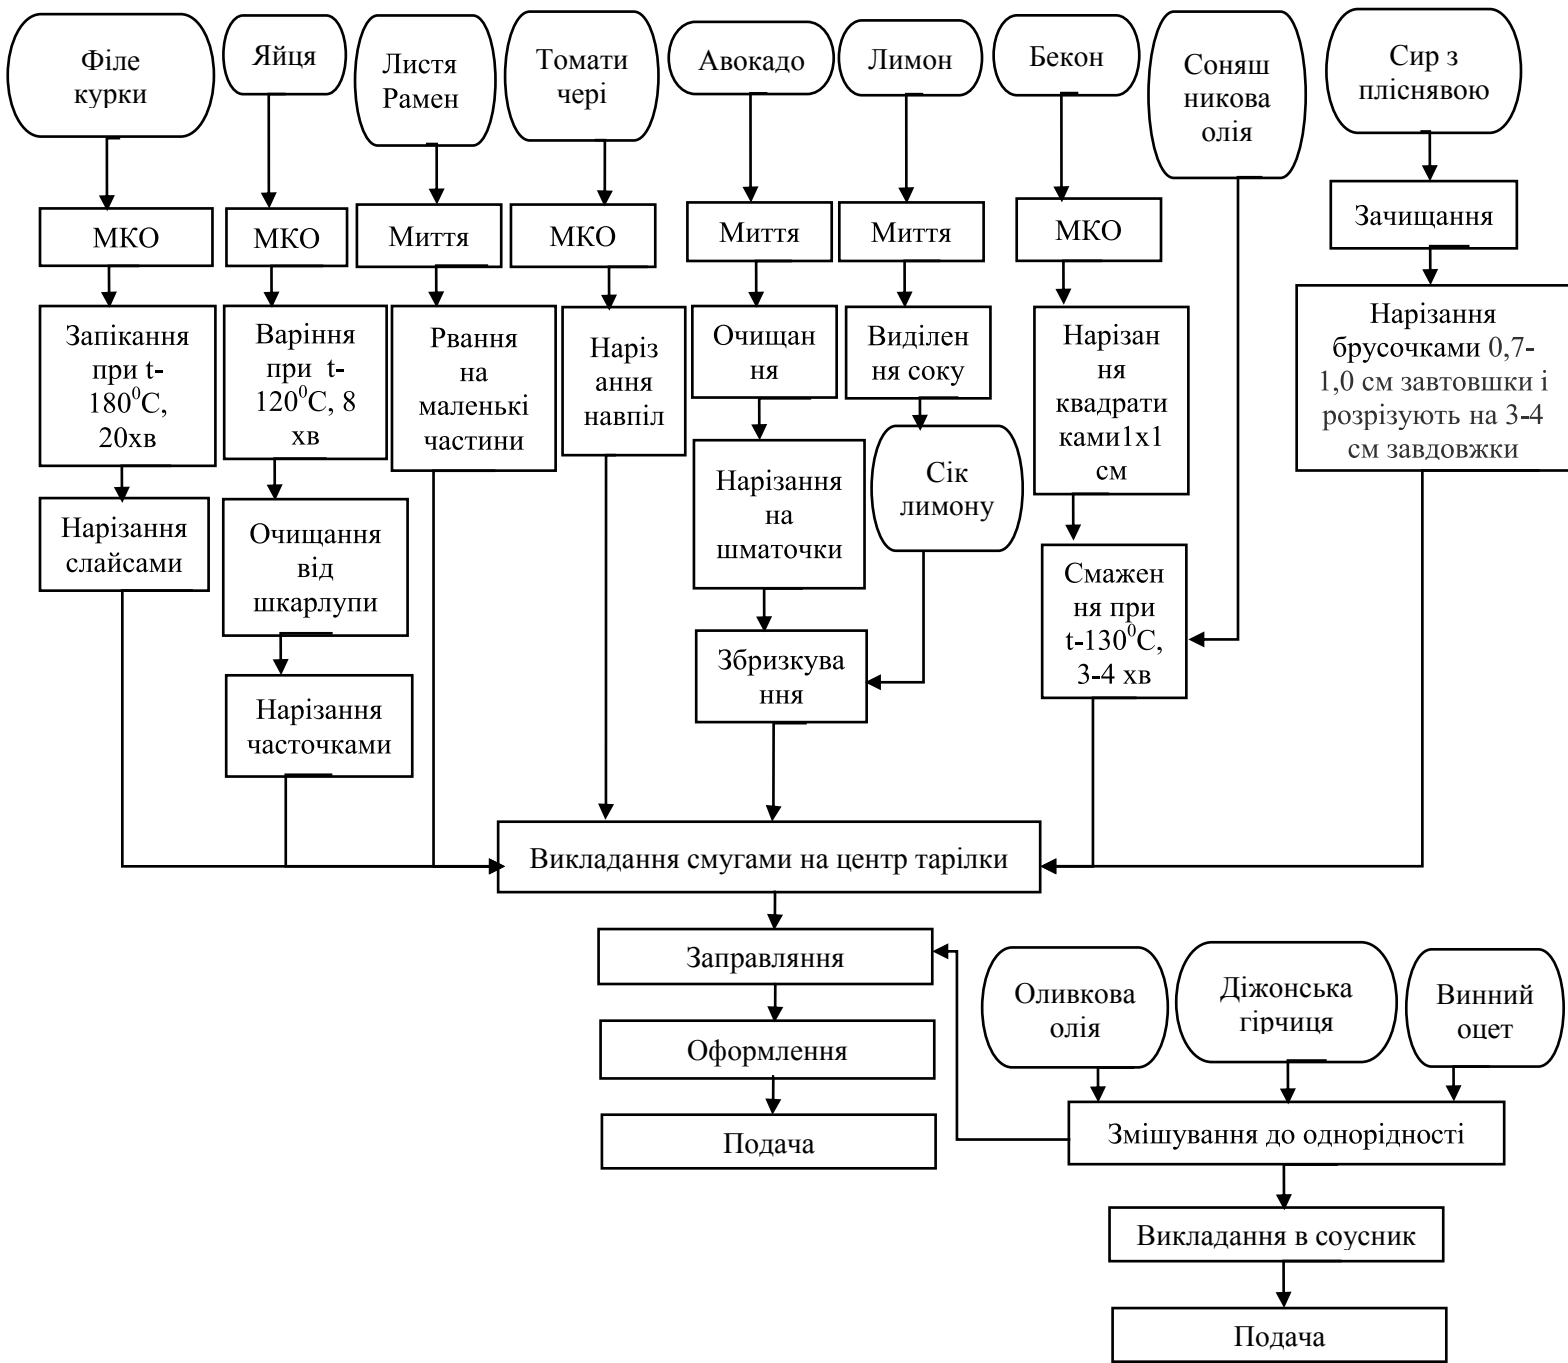 Філе
курки
Яйця
Листя
Рамен
Томати
чері
Авокадо
Лимон
Бекон
Соняш
никова
олія
Сир з
пліснявою
МКО
МКО
Миття
МКО
Миття
Миття
МКО
Зачищання
Запікання
при t-
180⁰С,
20хв
Варіння
при t-
120⁰С, 8
хв
Рвання
на
маленькі
частини
Наріз
ання
навпіл
Очищан
ня
Виділен
ня соку
Нарізан
ня
квадрати
ками1х1
см
Нарізання
брусочками 0,7-
1,0 см завтовшки і
розрізують на 3-4
см завдовжки
Нарізання
слайсами
Очищання
від
шкарлупи
Нарізання
на
шматочки
Сік
лимону
Смажен
ня при
t-130⁰С,
3-4 хв
Збризкува
ння
Нарізання
часточками
Викладання смугами на центр тарілки
Заправляння
Оливкова
олія
Діжонська
гірчиця
Винний
оцет
Оформлення
Змішування до однорідності
Подача
Викладання в соусник
Подача